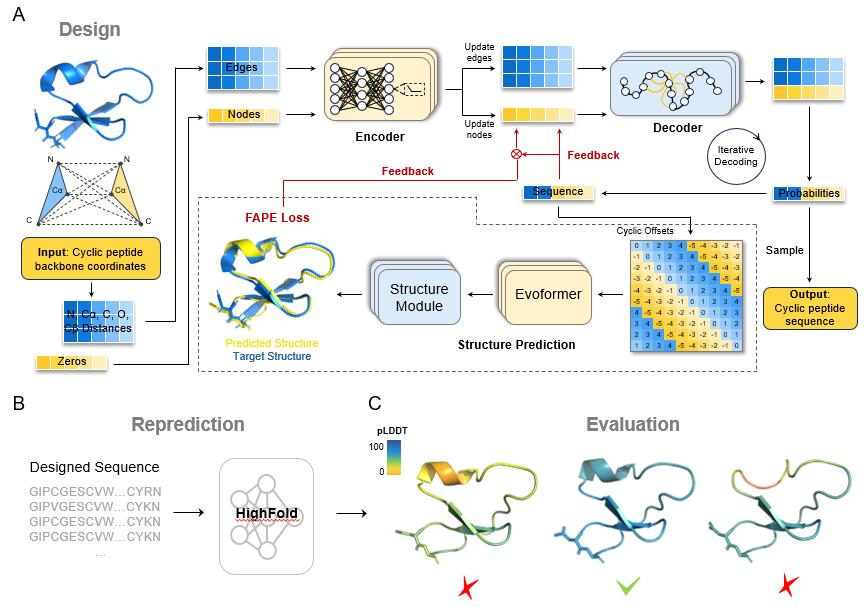 A
Design
N
N
Cα
Cα
C
C
Input: Cyclic peptide
backbone coordinates
N, Cα, C, O,
Cβ Distances
Zeros
Edges
Nodes
Encoder
Update
edges
Update
nodes
Decoder
Iterative
Decoding
Feedback
Feedback
Sequence
Probabilities
Sample
Output:
Cyclic peptide
sequence
FAPE Loss
Predicted Structure
Target Structure
Structure
Module
Evoformer
Structure Prediction
Cyclic Offsets
0 1 2 3 4 -5 -4 -3 -2 -1
-1 0 1 2 3 4 -5 -4 -3 -2
-2 -1 0 1 2 3 4 -5 -4 -3
-3 -2 -1 0 1 2 3 4 -5 -4
-4 -3 -2 -1 0 1 2 3 4 -5
-5 -4 -3 -2 -1 0 1 2 3 4
4 -5 -4 -3 -2 -1 0 1 2 3
3 4 -5 -4 -3 -2 -1 0 1 2
2 3 4 -5 -4 -3 -2 -1 0 1
1 2 3 4 -5 -4 -3 -2 -1 0
B
Reprediction
Designed Sequence
GIPCGESCVW...CYRN
GIPVGESCVW...CYKN
GIPCGESCVW...CYKN
GIPCGESCVW...CYKN
...
HighFold
C
Evaluation
pLDDT
100
0